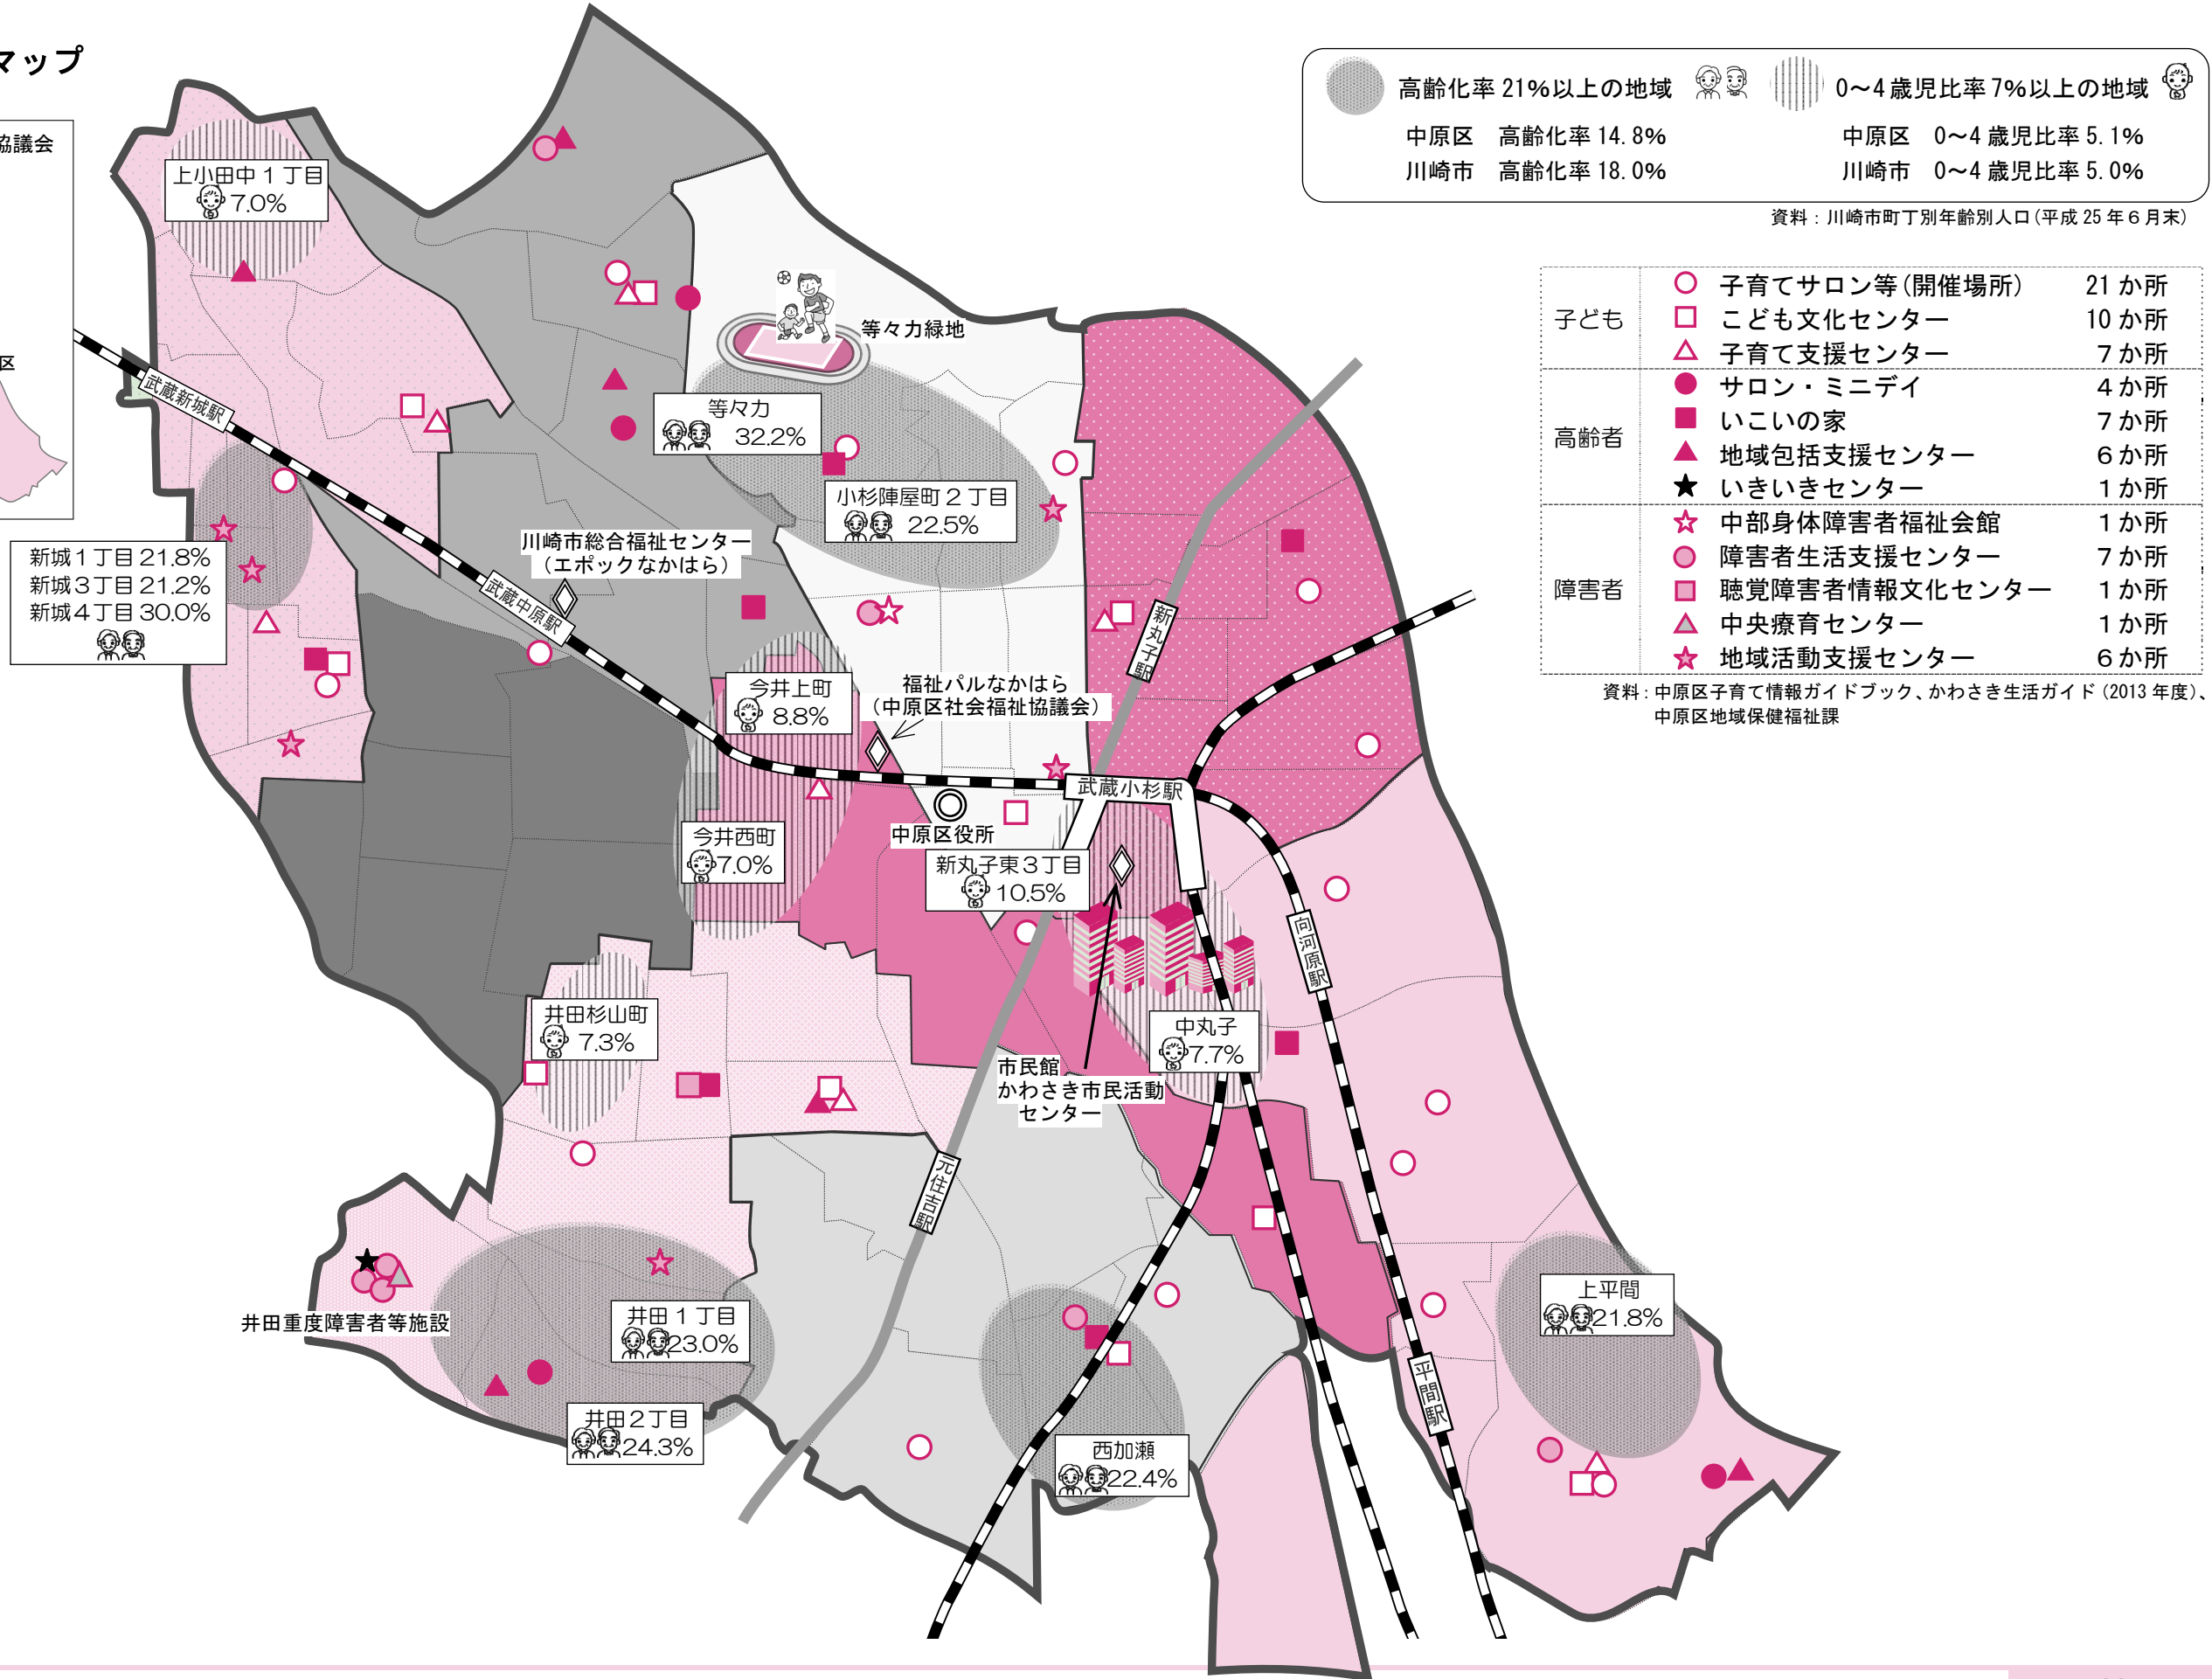 マップ
協議会
区
高齢化率 21%以上の地域
0～4 歳児比率 7%以上の地域
中原区　高齢化率 14.8%
中原区　0～4 歳児比率 5.1%
川崎市　高齢化率 18.0%
川崎市　0～4 歳児比率 5.0%
資料：川崎市町丁別年齢別人口(平成 25 年６月末)
子ども
子育てサロン等(開催場所)　21 か所
こども文化センター　10 か所
子育て支援センター　7 か所
高齢者
サロン・ミニデイ　4 か所
いこいの家　7 か所
地域包括支援センター　6 か所
いきいきセンター　1 か所
障害者
中部身体障害者福祉会館　1 か所
障害者生活支援センター　7 か所
聴覚障害者情報文化センター　1 か所
中央療育センター　1 か所
地域活動支援センター　6 か所
資料：中原区子育て情報ガイドブック、かわさき生活ガイド（2013 年度）、
中原区地域保健福祉課
上小田中１丁目
7.0%
等々力緑地
武蔵新城駅
等々力
32.2%
小杉陣屋町２丁目
22.5%
新城１丁目 21.8%
新城３丁目 21.2%
新城４丁目 30.0%
川崎市総合福祉センター
（エポックなかはら）
武蔵中原駅
新丸子駅
今井上町
8.8%
福祉パルなかはら
（中原区社会福祉協議会）
武蔵小杉駅
今井西町
7.0%
中原区役所
新丸子東３丁目
10.5%
向河原駅
井田杉山町
7.3%
中丸子
7.7%
市民館
かわさき市民活動
センター
元住吉駅
井田重度障害者等施設
井田１丁目
23.0%
上平間
21.8%
平間駅
井田２丁目
24.3%
西加瀬
22.4%